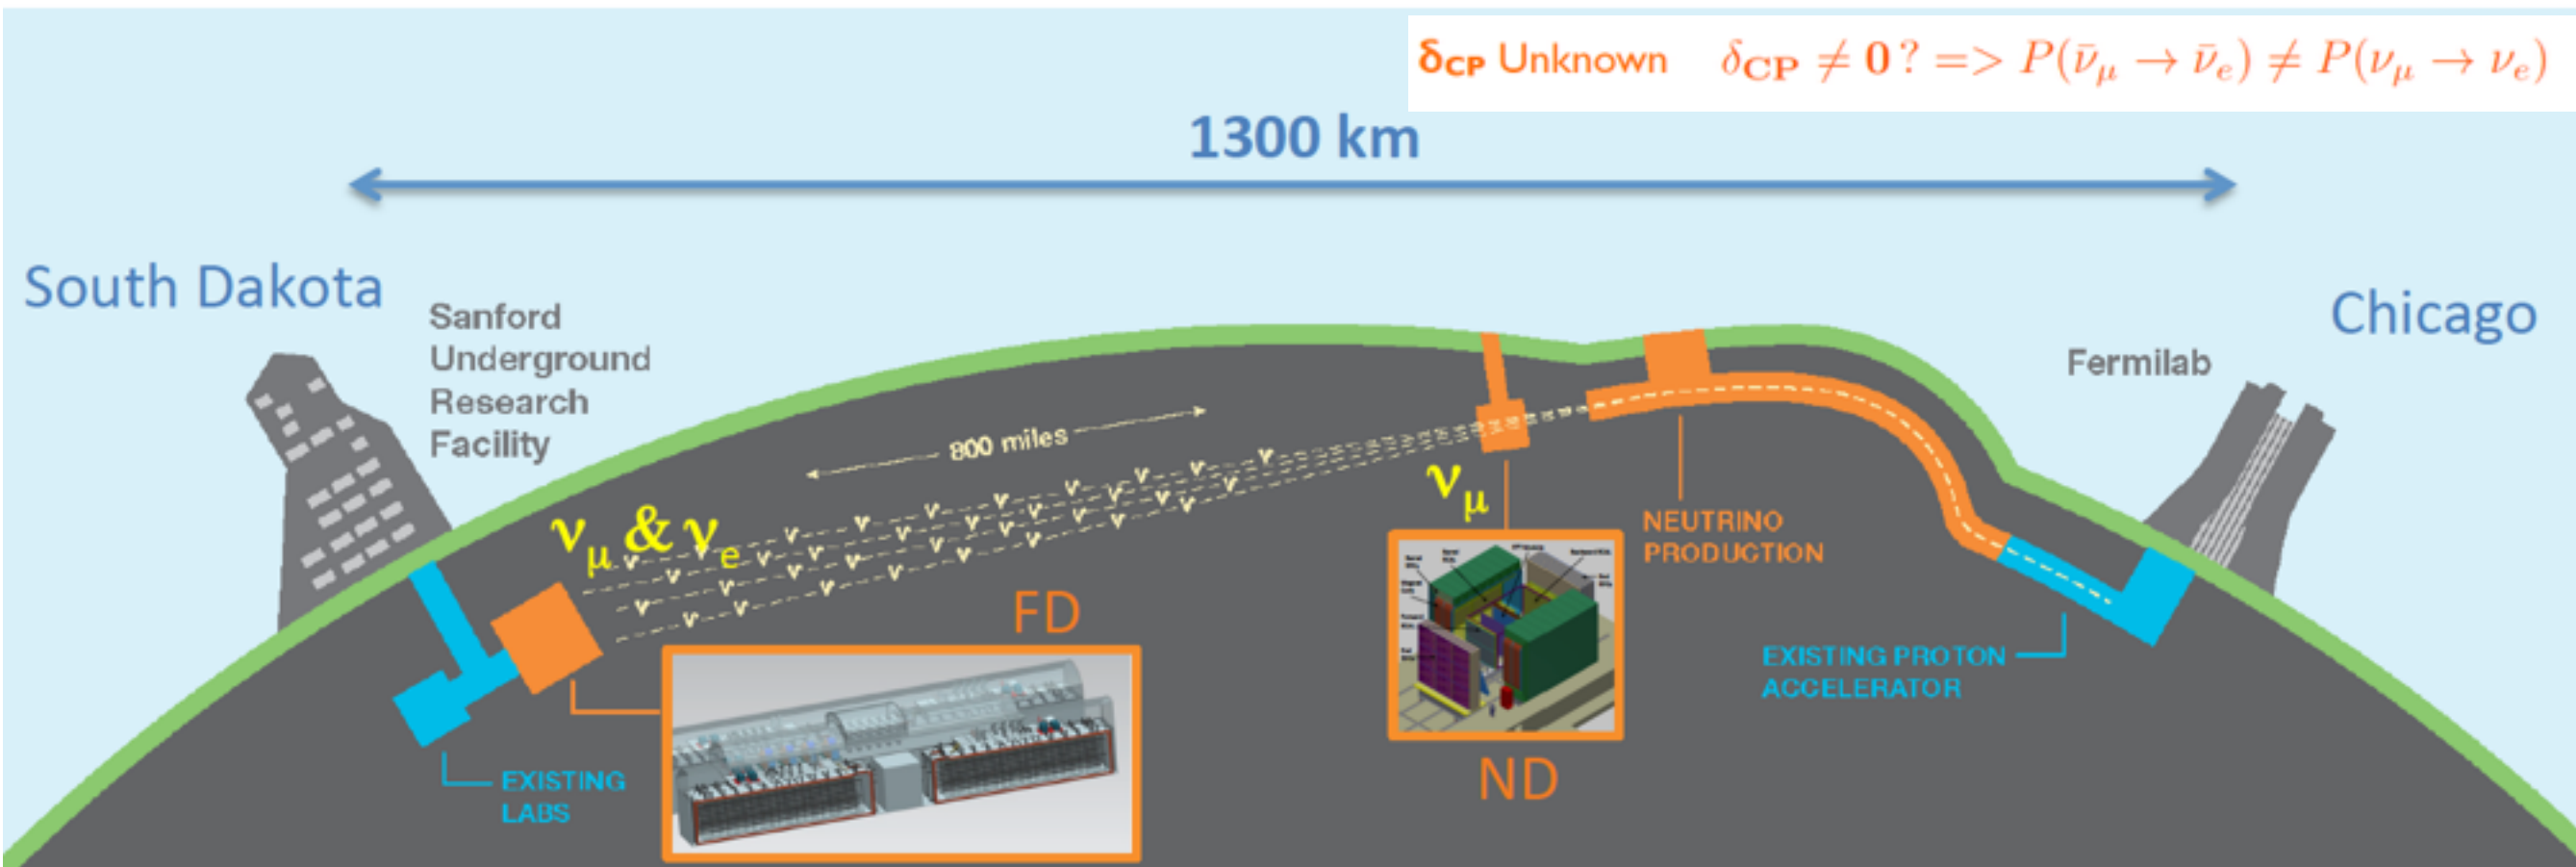 δCP Unknown δCP ≠ 0 ? => P(ν̄μ → ν̄e) ≠ P(νμ → νe)
1300 km
South Dakota
Sanford
Underground
Research
Facility
Chicago
Fermilab
800 miles
νμ & νe
νμ
NEUTRINO
PRODUCTION
FD
ND
EXISTING PROTON
ACCELERATOR
EXISTING
LABS